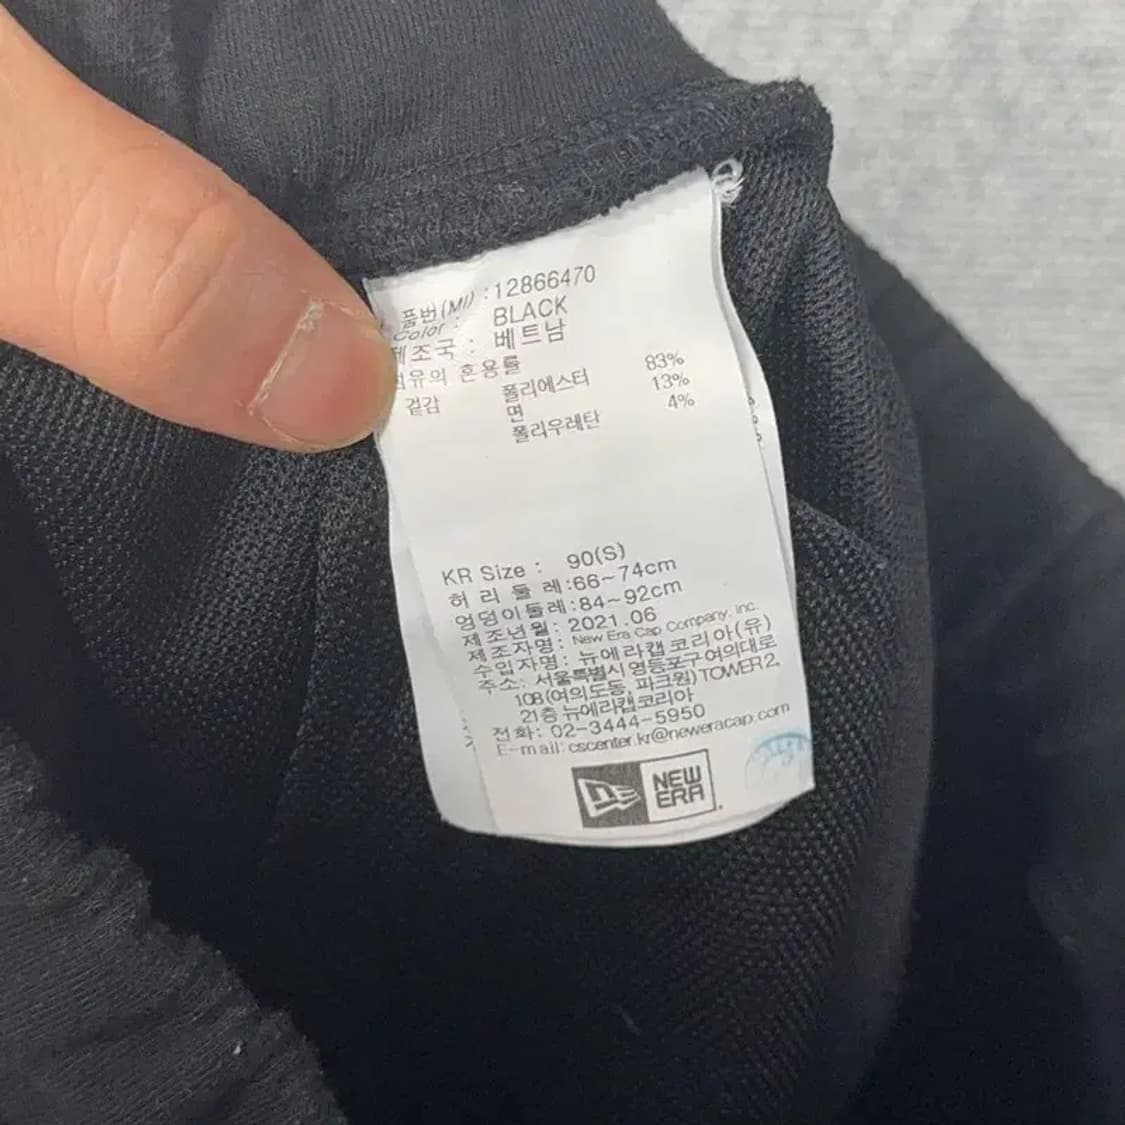 품번(MI) : 12866470
Color : BLACK
제조국 : 베트남
섬유의 혼용률
겉감 폴리에스터 83%
면 13%
폴리우레탄 4%
KR Size : 90(S)
허 리 둘 레 : 66~74cm
엉덩이둘레 : 84~92cm
제조년월 : 2021.06
제조자명 : New Era Cap Company, Inc.
수입자명 : 뉴에라캡코리아(유)
주소 : 서울특별시 영등포구 여의대로
108(여의도동, 파크원) TOWER2,
21층 뉴에라캡코리아
전화 : 02-3444-5950
E-mail: cscenter.kr@neweracap.com
NEW
ERA